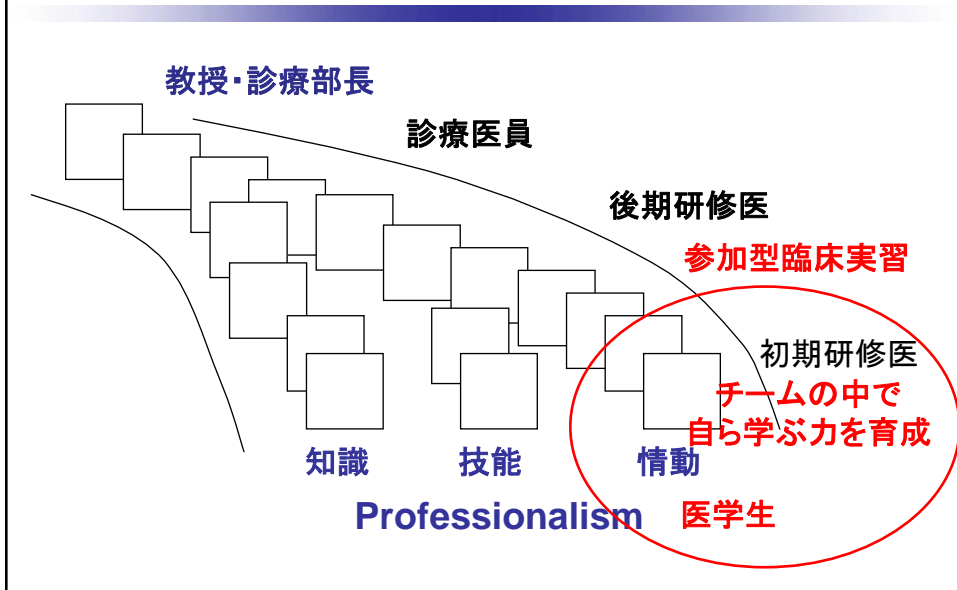 教授・診療部長
診療医員
後期研修医
参加型臨床実習
初期研修医
チームの中で
自ら学ぶ力を育成
知識
技能
情動
Professionalism
医学生